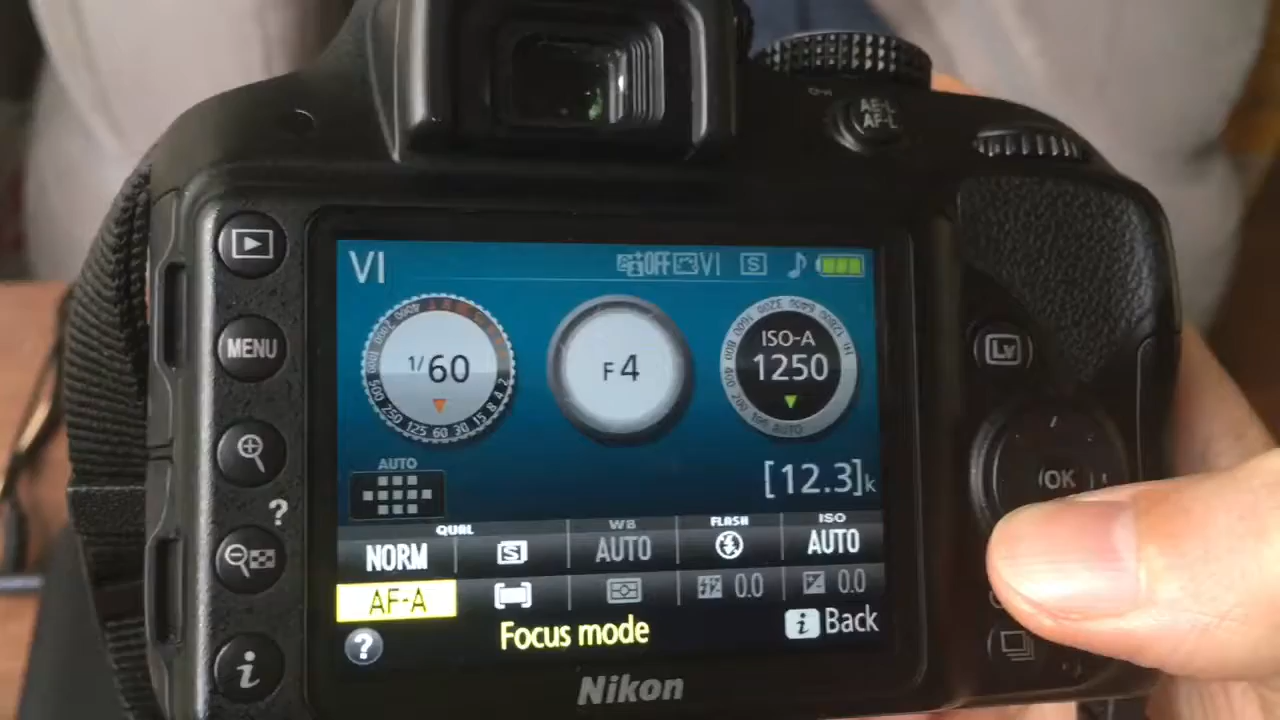 AE-L
AF-L
VI
OFF VI S
1/60
F4
ISO-A
1250
MENU
Lv
OK
AUTO
[12.3]k
?
QUAL WB FLASH ISO
NORM S AUTO AUTO
AF-A 0.0 0.0
? Focus mode i Back
i
Nikon